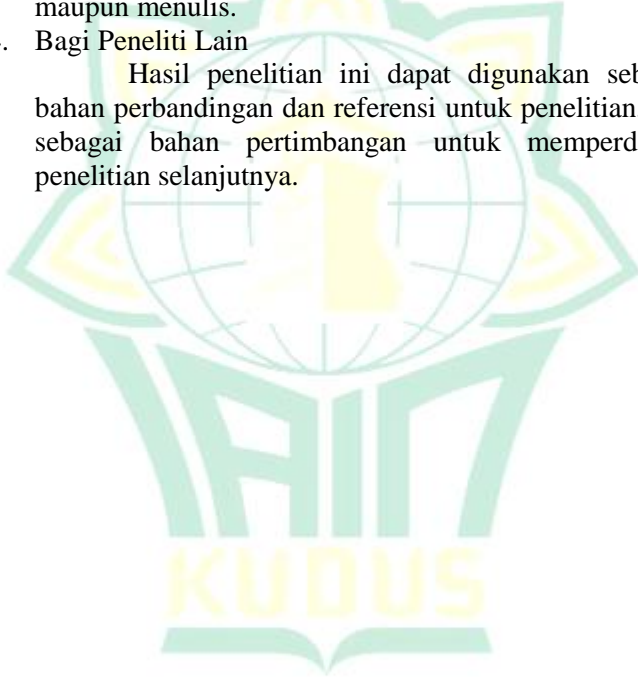 maupun menulis.
. Bagi Peneliti Lain
Hasil penelitian ini dapat digunakan seb
bahan perbandingan dan referensi untuk penelitian
sebagai bahan pertimbangan untuk memperd
penelitian selanjutnya.
IAIN
KUDUS